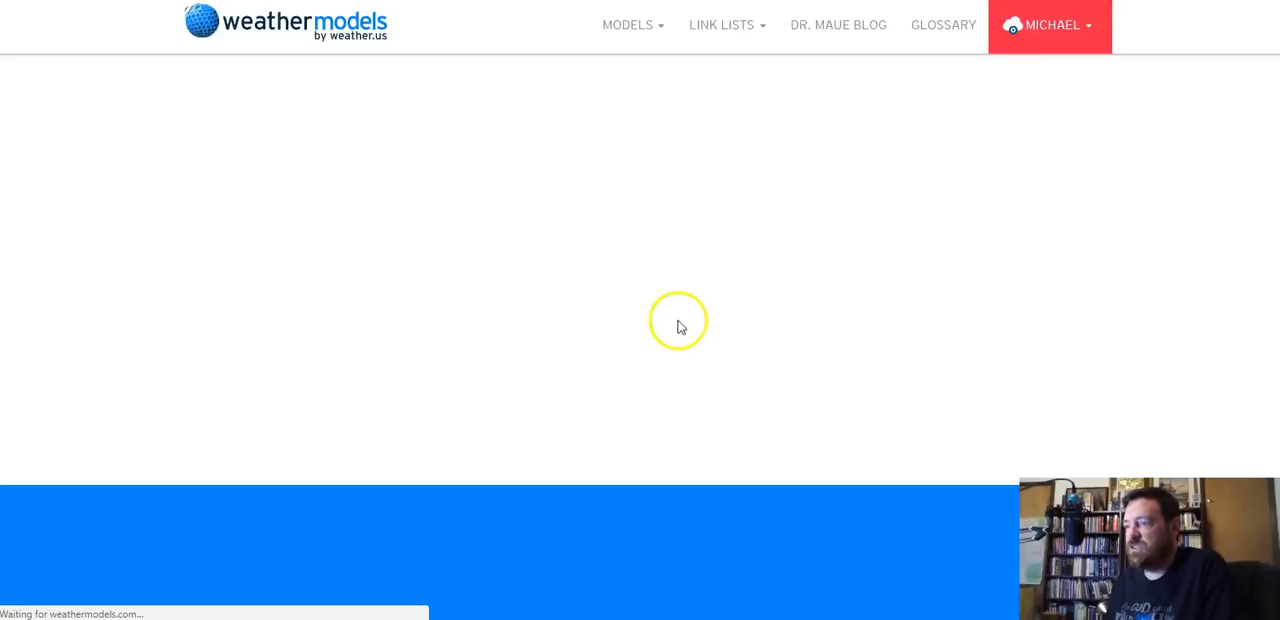 weathermodels
by weather.us
MODELS
LINK LISTS
DR. MAUE BLOG
GLOSSARY
MICHAEL
Waiting for weathermodels.com...